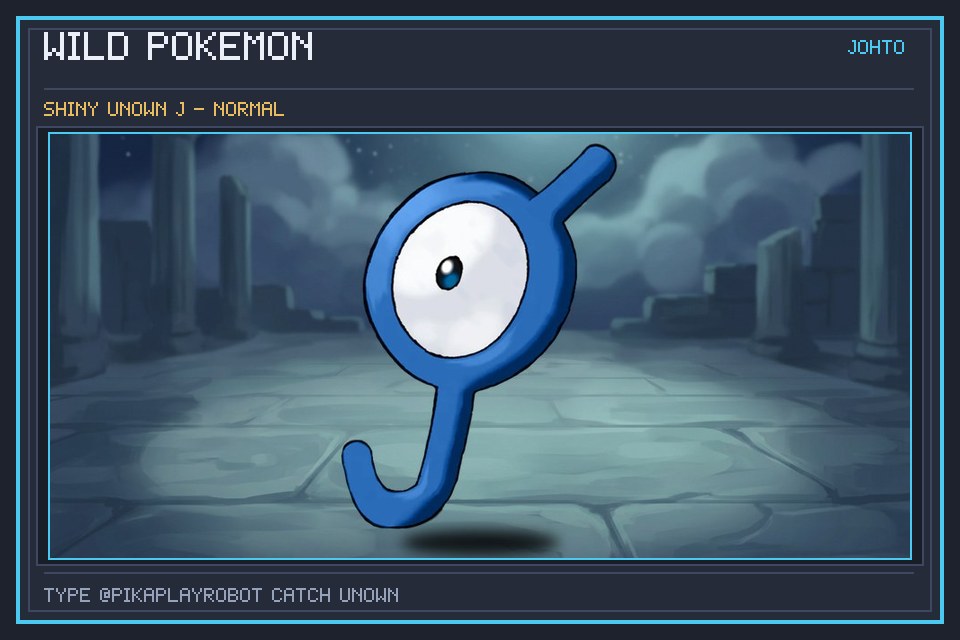 WILD POKEMON
JOHTO
SHINY UNOWN J - NORMAL
TYPE @PIKAPLAYROBOT CATCH UNOWN